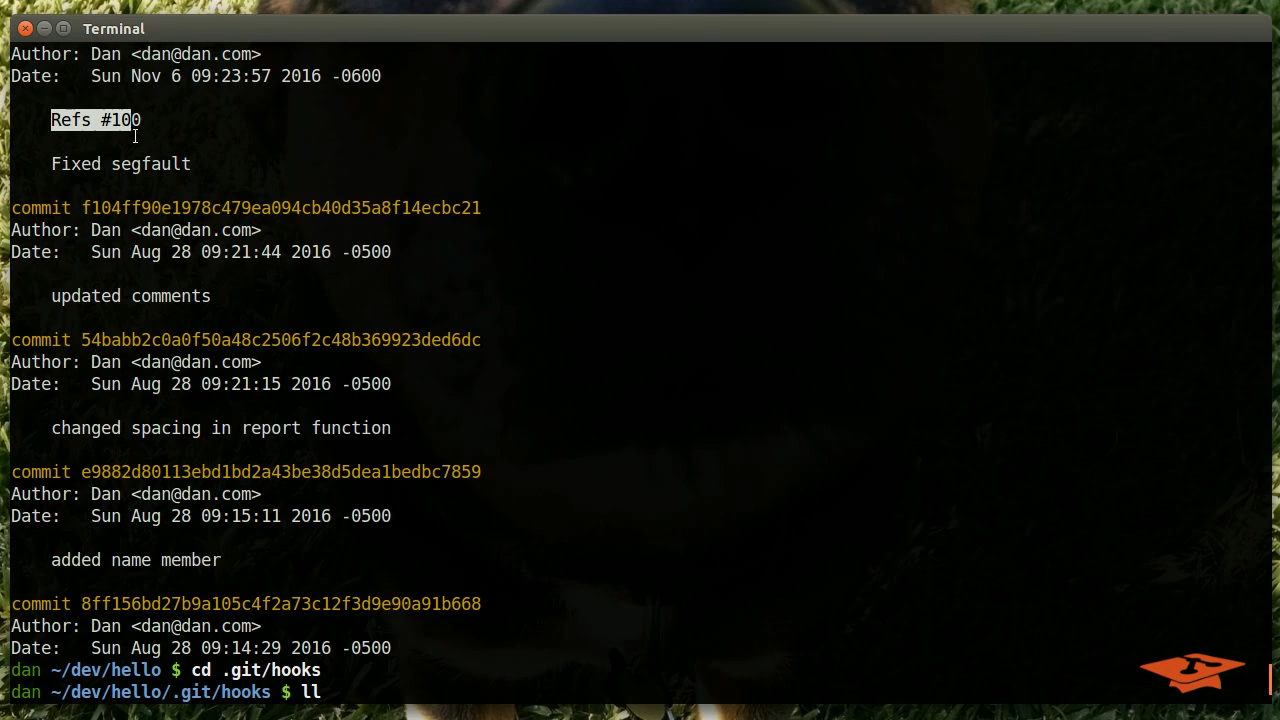 Terminal
Author: Dan <dan@dan.com>
Date:   Sun Nov 6 09:23:57 2016 -0600
Refs #100
Fixed segfault
commit f104ff90e1978c479ea094cb40d35a8f14ecbc21
Author: Dan <dan@dan.com>
Date:   Sun Aug 28 09:21:44 2016 -0500
updated comments
commit 54babb2c0a0f50a48c2506f2c48b369923ded6dc
Author: Dan <dan@dan.com>
Date:   Sun Aug 28 09:21:15 2016 -0500
changed spacing in report function
commit e9882d80113ebd1bd2a43be38d5dea1bedbc7859
Author: Dan <dan@dan.com>
Date:   Sun Aug 28 09:15:11 2016 -0500
added name member
commit 8ff156bd27b9a105c4f2a73c12f3d9e90a91b668
Author: Dan <dan@dan.com>
Date:   Sun Aug 28 09:14:29 2016 -0500
dan ~/dev/hello $ cd .git/hooks
dan ~/dev/hello/.git/hooks $ ll